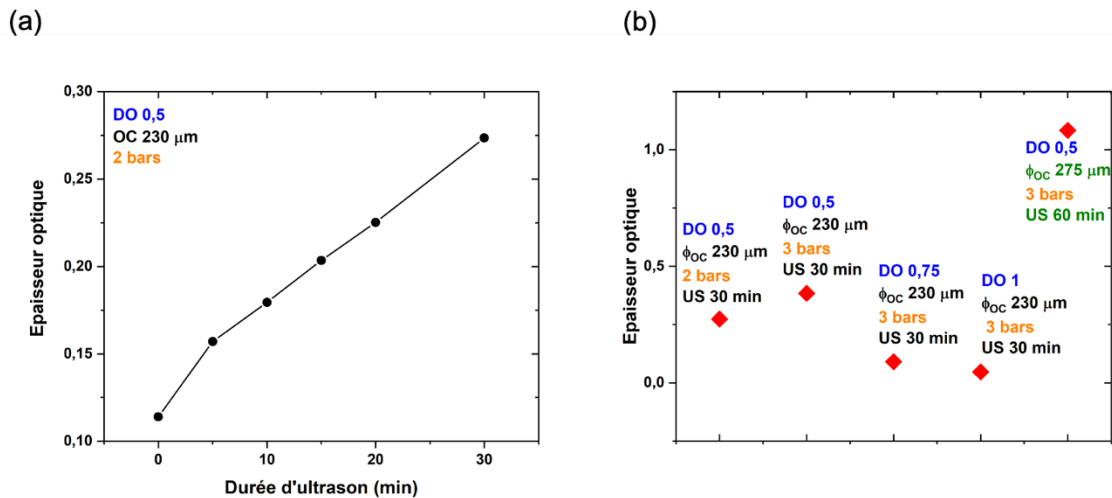 (a)
(b)
0,30
0,25
0,20
0,15
0,10
Epaisseur optique
DO 0,5
OC 230 μm
2 bars
0
10
20
30
Durée d'ultrason (min)
1,0
0,5
0,0
Epaisseur optique
DO 0,5
ϕOC 230 μm
2 bars
US 30 min
DO 0,5
ϕOC 230 μm
3 bars
US 30 min
DO 0,75
ϕOC 230 μm
3 bars
US 30 min
DO 1
ϕOC 230 μm
3 bars
US 30 min
DO 0,5
ϕOC 275 μm
3 bars
US 60 min